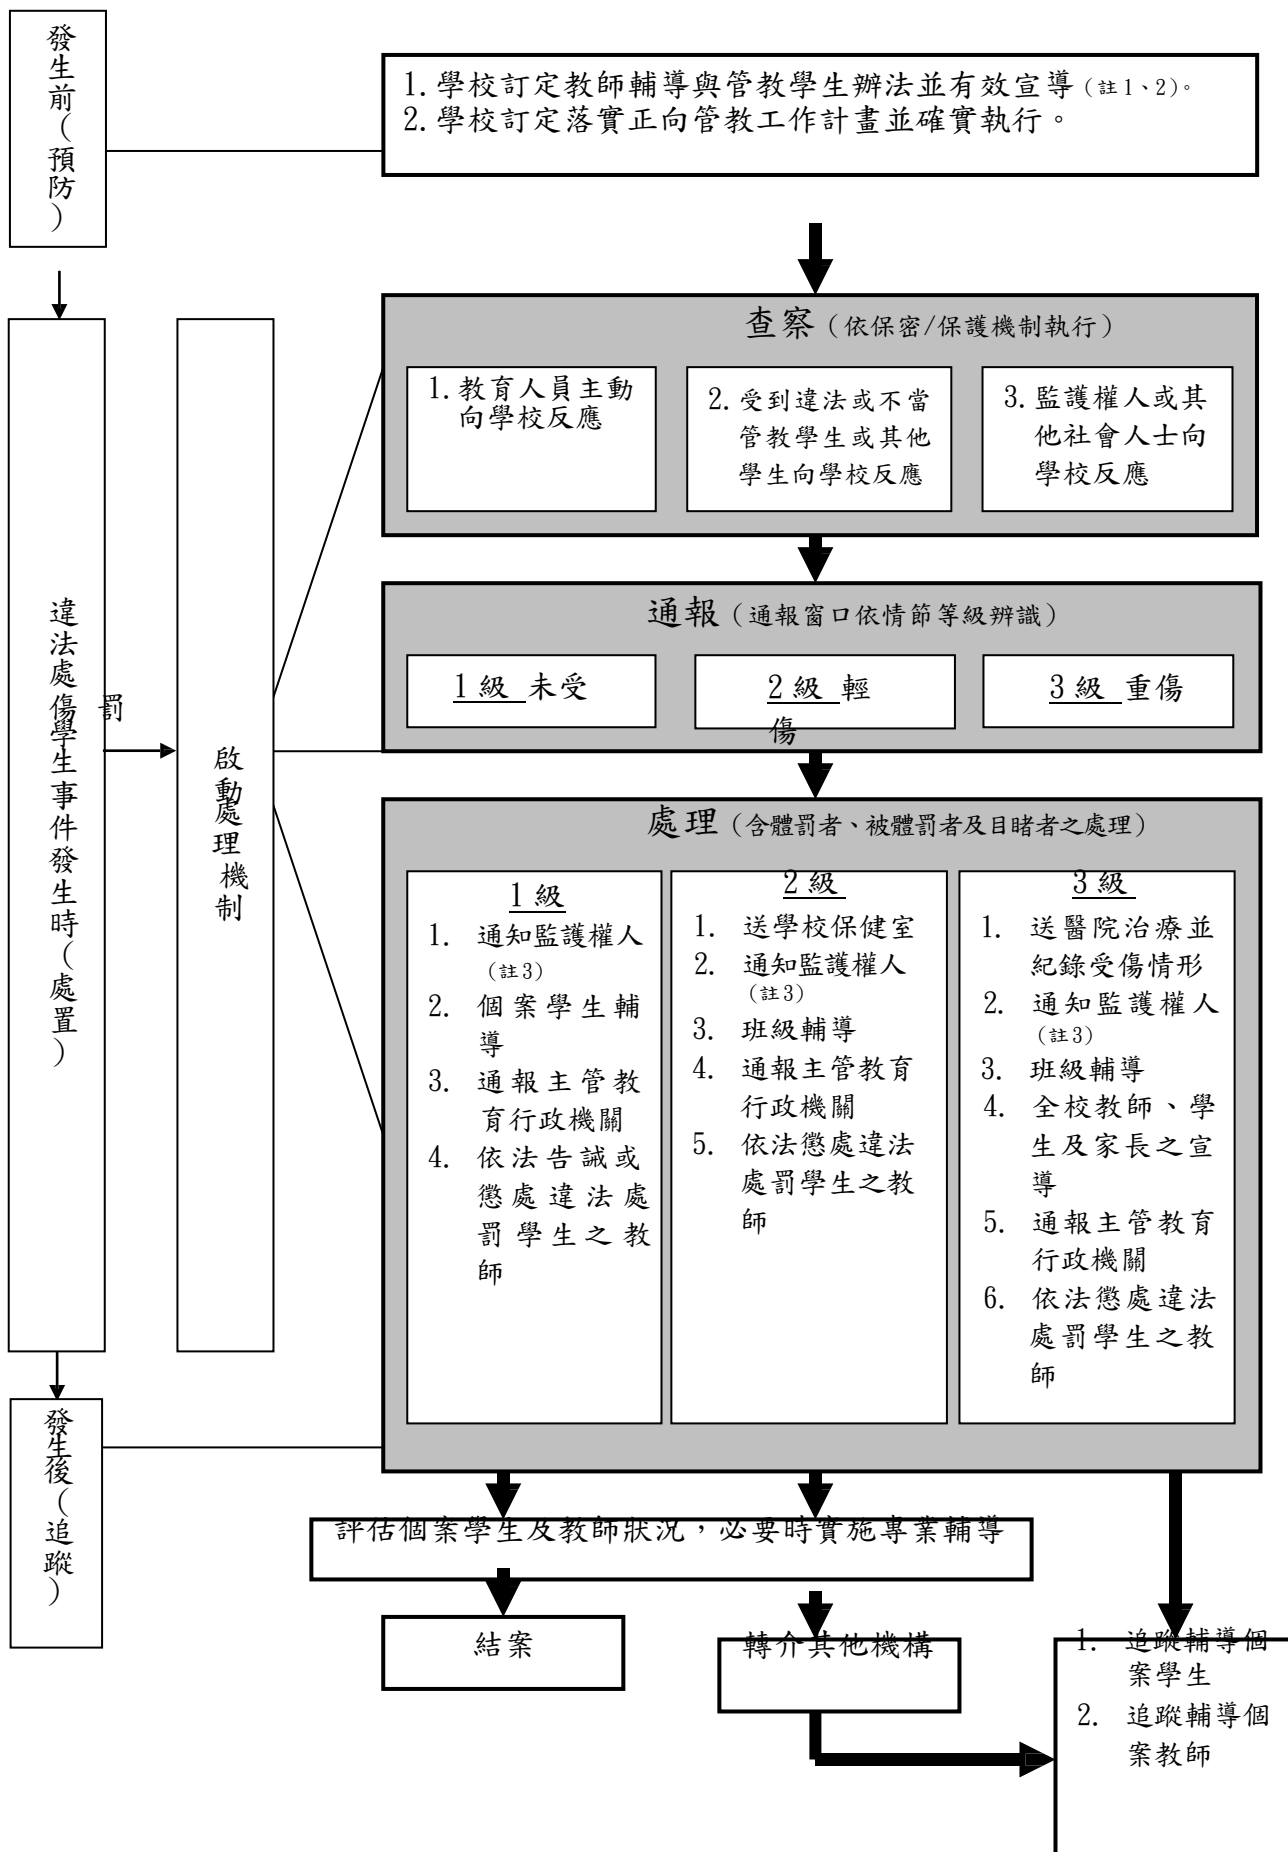 發生前（預防）
1.學校訂定教師輔導與管教學生辦法並有效宣導(註1、2)。
2.學校訂定落實正向管教工作計畫並確實執行。
違法處傷學生事件發生時（處置）
罰
啟動處理機制
查察（依保密/保護機制執行）
1.教育人員主動
向學校反應
2.受到違法或不當
管教學生或其他
學生向學校反應
3.監護權人或其
他社會人士向
學校反應
通報（通報窗口依情節等級辨識）
1級 未受
2級 輕
傷
3級 重傷
處理（含體罰者、被體罰者及目睹者之處理）
1級
1. 通知監護權人
(註3)
2. 個案學生輔
導
3. 通報主管教
育行政機關
4. 依法告誡或
懲處違法處
罰學生之教
師
2級
1. 送學校保健室
2. 通知監護權人
(註3)
3. 班級輔導
4. 通報主管教育
行政機關
5. 依法懲處違法
處罰學生之教
師
3級
1. 送醫院治療並
紀錄受傷情形
2. 通知監護權人
(註3)
3. 班級輔導
4. 全校教師、學
生及家長之宣
導
5. 通報主管教育
行政機關
6. 依法懲處違法
處罰學生之教
師
發生後（追蹤）
評估個案學生及教師狀況，必要時實施專業輔導
結案
轉介其他機構
1. 追蹤輔導個
案學生
2. 追蹤輔導個
案教師